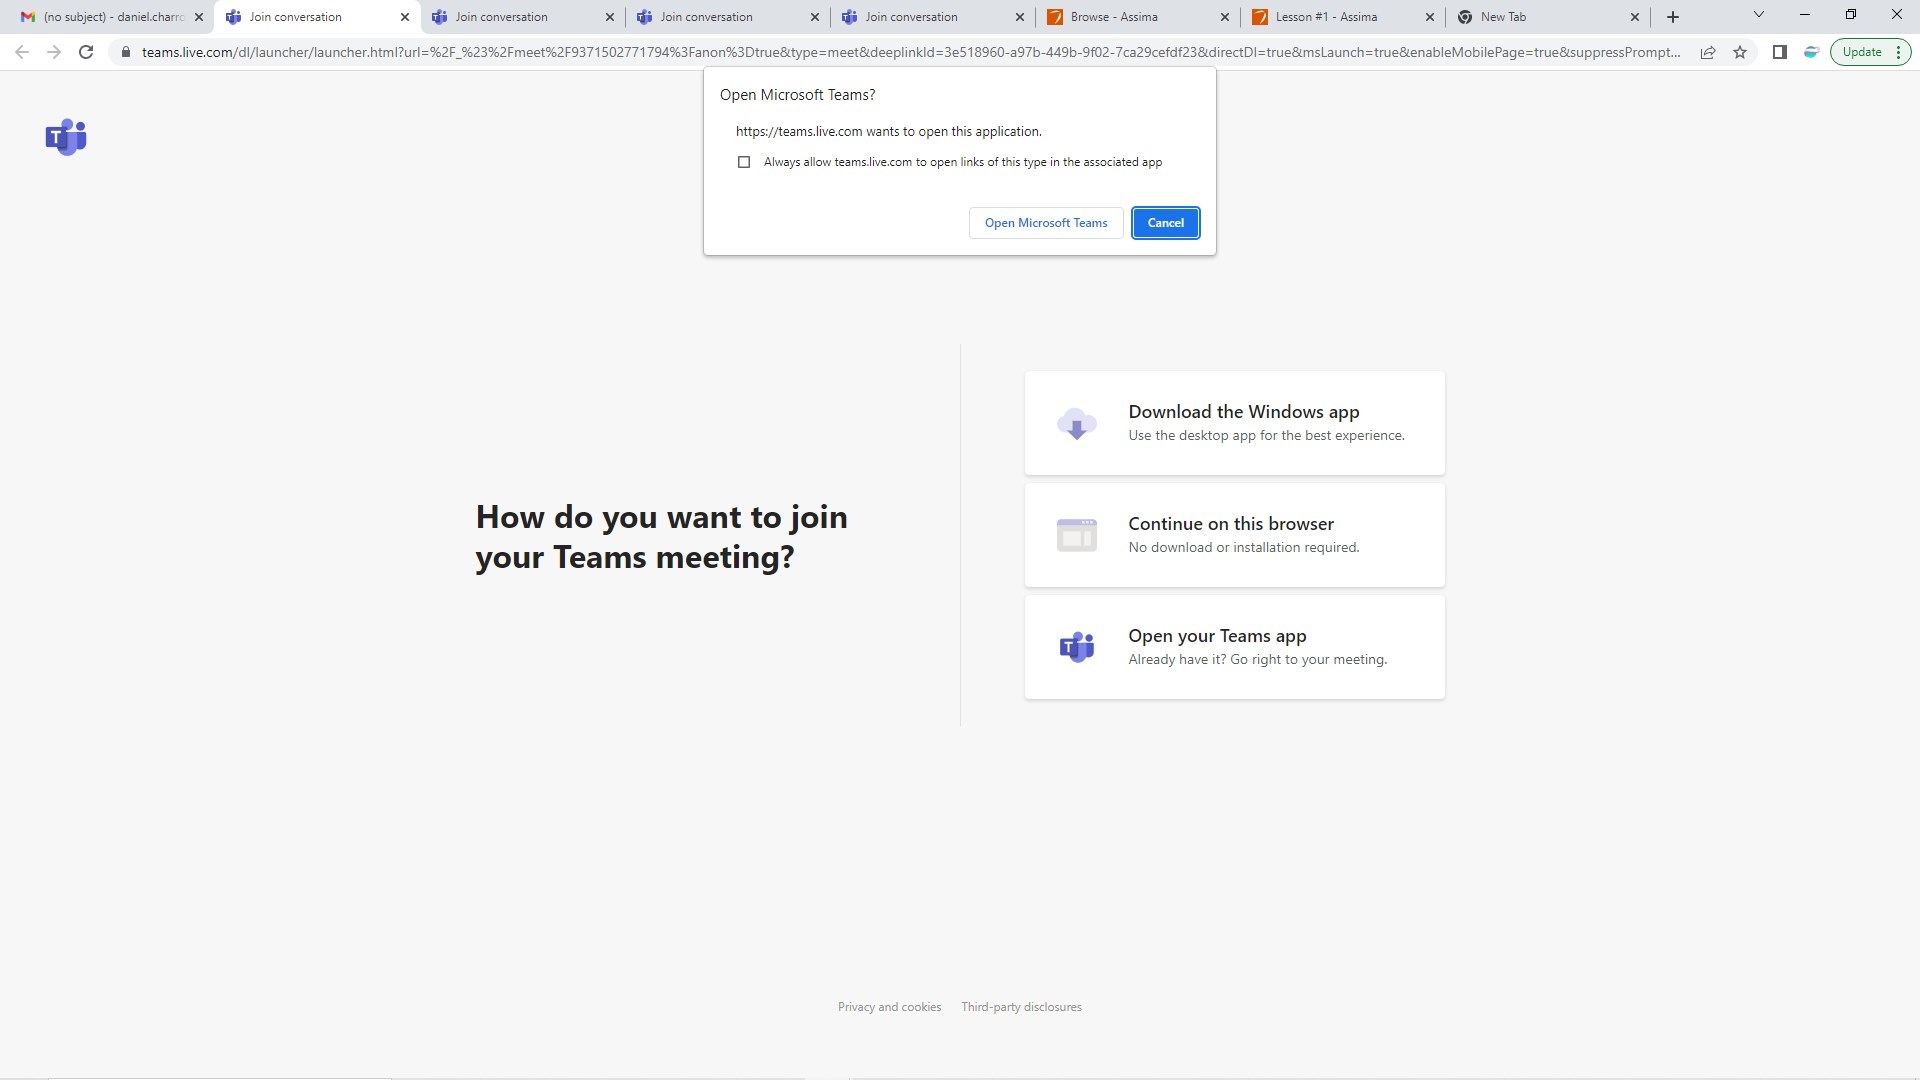 (no subject) - daniel.charro
Join conversation
Join conversation
Join conversation
Join conversation
Browse - Assima
Lesson #1 - Assima
New Tab
teams.live.com/dl/launcher/launcher.html?url=%2F_%23%2Fmeet%2F9371502771794%3Fanon%3Dtrue&type=meet&deeplinkId=3e518960-a97b-449b-9f02-7ca29cefdf23&directDl=true&msLaunch=true&enableMobilePage=true&suppressPrompt...
Update
Open Microsoft Teams?
https://teams.live.com wants to open this application.
Always allow teams.live.com to open links of this type in the associated app
Open Microsoft Teams
Cancel
T
How do you want to join
your Teams meeting?
Download the Windows app
Use the desktop app for the best experience.
Continue on this browser
No download or installation required.
T
Open your Teams app
Already have it? Go right to your meeting.
Privacy and cookies
Third-party disclosures